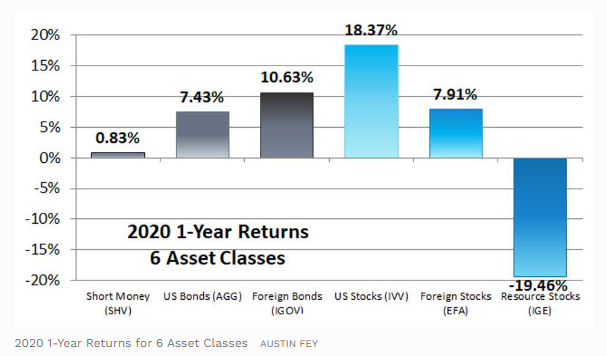 20%
15%
10%
5%
0%
-5%
-10%
-15%
-20%
0.83%
7.43%
10.63%
18.37%
7.91%
-19.46%
2020 1-Year Returns
6 Asset Classes
Short Money
(SHV)
US Bonds (AGG)
Foreign Bonds
(IGOV)
US Stocks (IVV)
Foreign Stocks
(EFA)
Resource Stocks
(IGE)
2020 1-Year Returns for 6 Asset Classes AUSTIN FEY